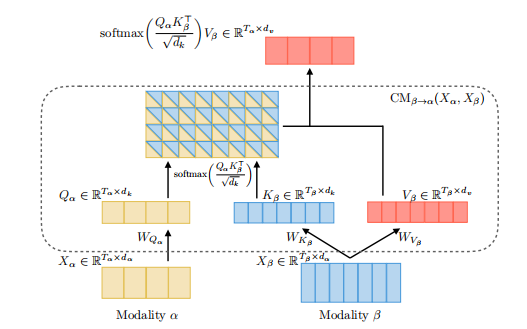 softmax(Q_α K_β^⊤ / √d_k) V_β ∈ ℝ^{T_α×d_v}
CM_{β→α}(X_α, X_β)
softmax(Q_α K_β^⊤ / √d_k)
Q_α ∈ ℝ^{T_α×d_k}
K_β ∈ ℝ^{T_β×d_k}
V_β ∈ ℝ^{T_β×d_v}
W_{Q_α}
W_{K_β}
W_{V_β}
X_α ∈ ℝ^{T_α×d_α}
X_β ∈ ℝ^{T_β×d_α}
Modality α
Modality β